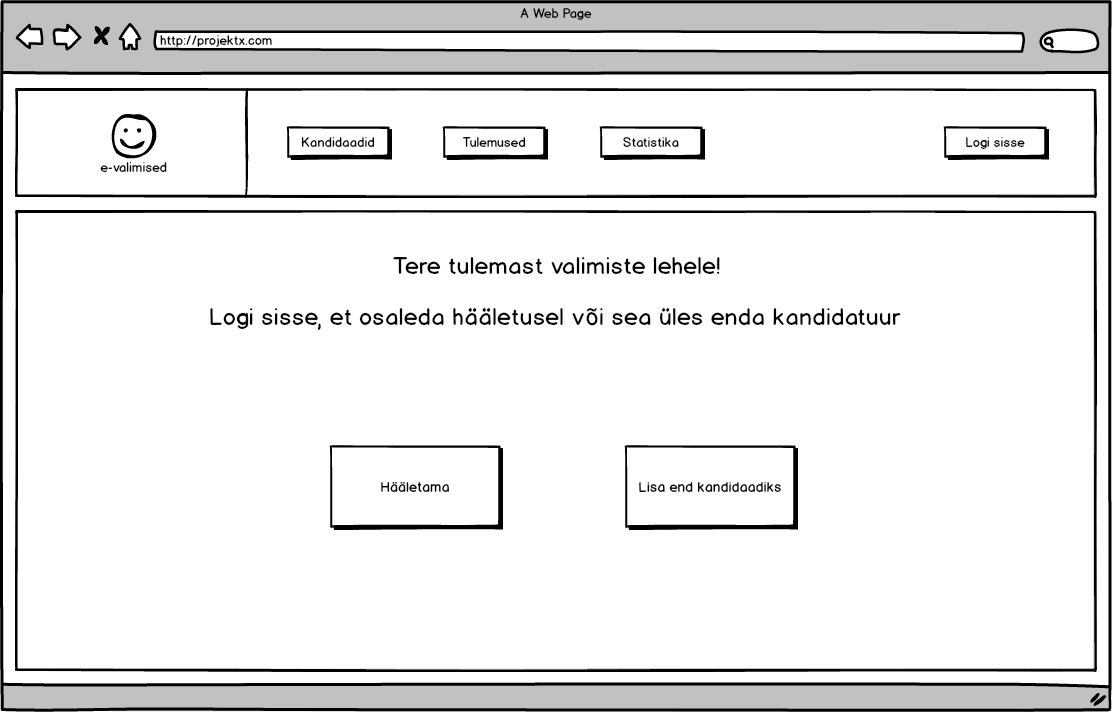 A Web Page
http://projektx.com
e-valimised
Kandidaadid
Tulemused
Statistika
Logi sisse
Tere tulemast valimiste lehele!
Logi sisse, et osaleda hääletusel või sea üles enda kandidatuur
Hääletama
Lisa end kandidaadiks